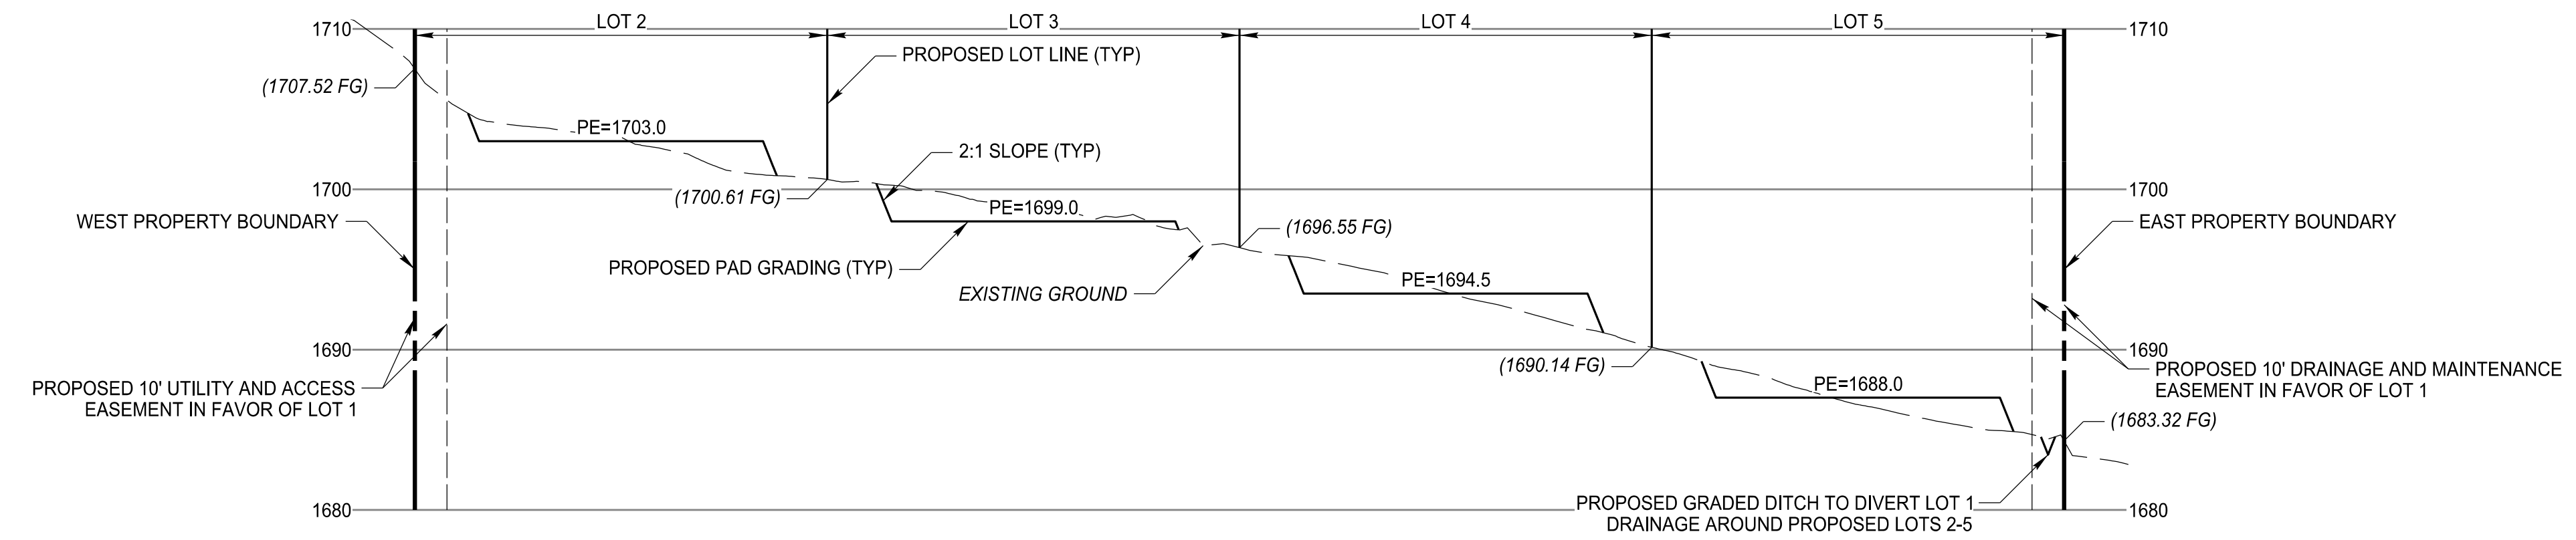 LOT 2
LOT 3
LOT 4
LOT 5
1710
1710
PROPOSED LOT LINE (TYP)
(1707.52 FG)
PE=1703.0
2:1 SLOPE (TYP)
1700
(1700.61 FG)
1700
PE=1699.0
WEST PROPERTY BOUNDARY
(1696.55 FG)
EAST PROPERTY BOUNDARY
PROPOSED PAD GRADING (TYP)
EXISTING GROUND
PE=1694.5
1690
1690
(1690.14 FG)
PROPOSED 10' UTILITY AND ACCESS
EASEMENT IN FAVOR OF LOT 1
PE=1688.0
PROPOSED 10' DRAINAGE AND MAINTENANCE
EASEMENT IN FAVOR OF LOT 1
(1683.32 FG)
1680
PROPOSED GRADED DITCH TO DIVERT LOT 1
DRAINAGE AROUND PROPOSED LOTS 2-5
1680